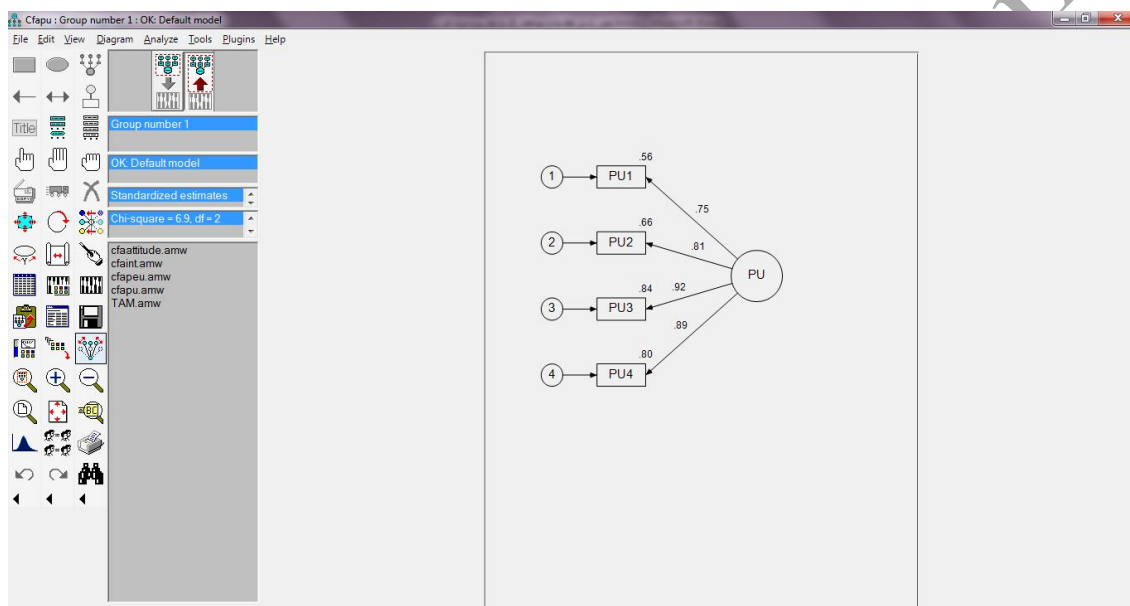 Cfapu : Group number 1 : OK: Default model
File Edit View Diagram Analyze Tools Plugins Help
Title
Group number 1
OK: Default model
Standardized estimates
Chi-square = 6.9, df = 2
cfaattitude.amw
cfaint.amw
cfapeu.amw
cfapu.amw
TAM.amw
.56
1 PU1
.75
.66
2 PU2
.81
PU
.84 .92
3 PU3
.89
.80
4 PU4